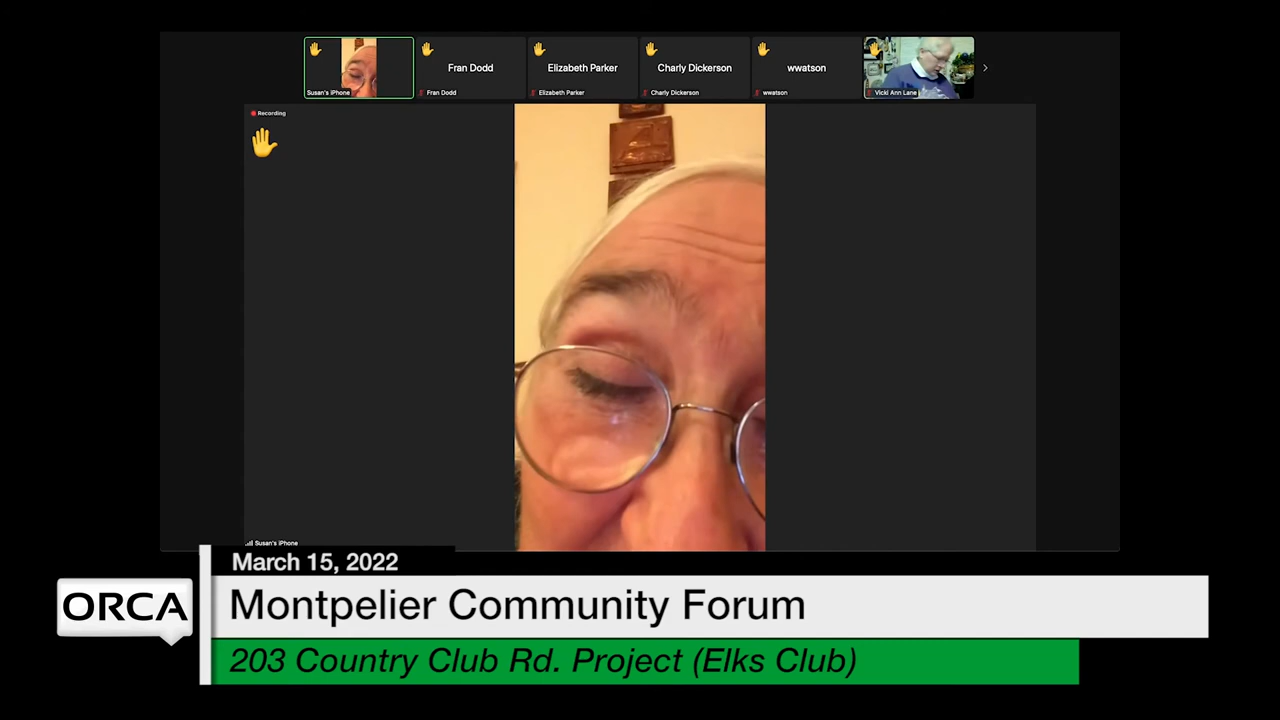 Fran Dodd
Elizabeth Parker
Charly Dickerson
wwatson
Susan's iPhone
Fran Dodd
Elizabeth Parker
Charly Dickerson
wwatson
Vicki Ann Lane
Recording
Susan's iPhone
March 15, 2022
ORCA
Montpelier Community Forum
203 Country Club Rd. Project (Elks Club)